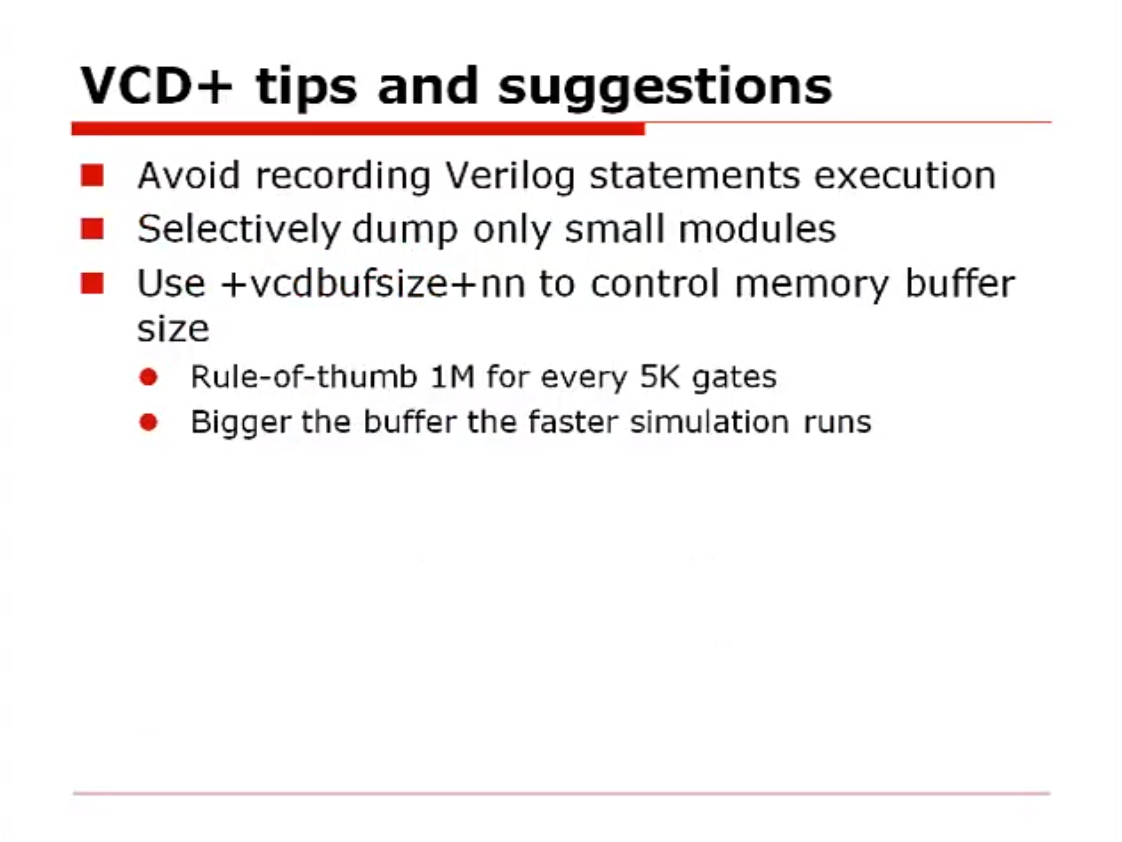 VCD+ tips and suggestions
Avoid recording Verilog statements execution
Selectively dump only small modules
Use +vcdbufsize+nn to control memory buffer
size
Rule-of-thumb 1M for every 5K gates
Bigger the buffer the faster simulation runs